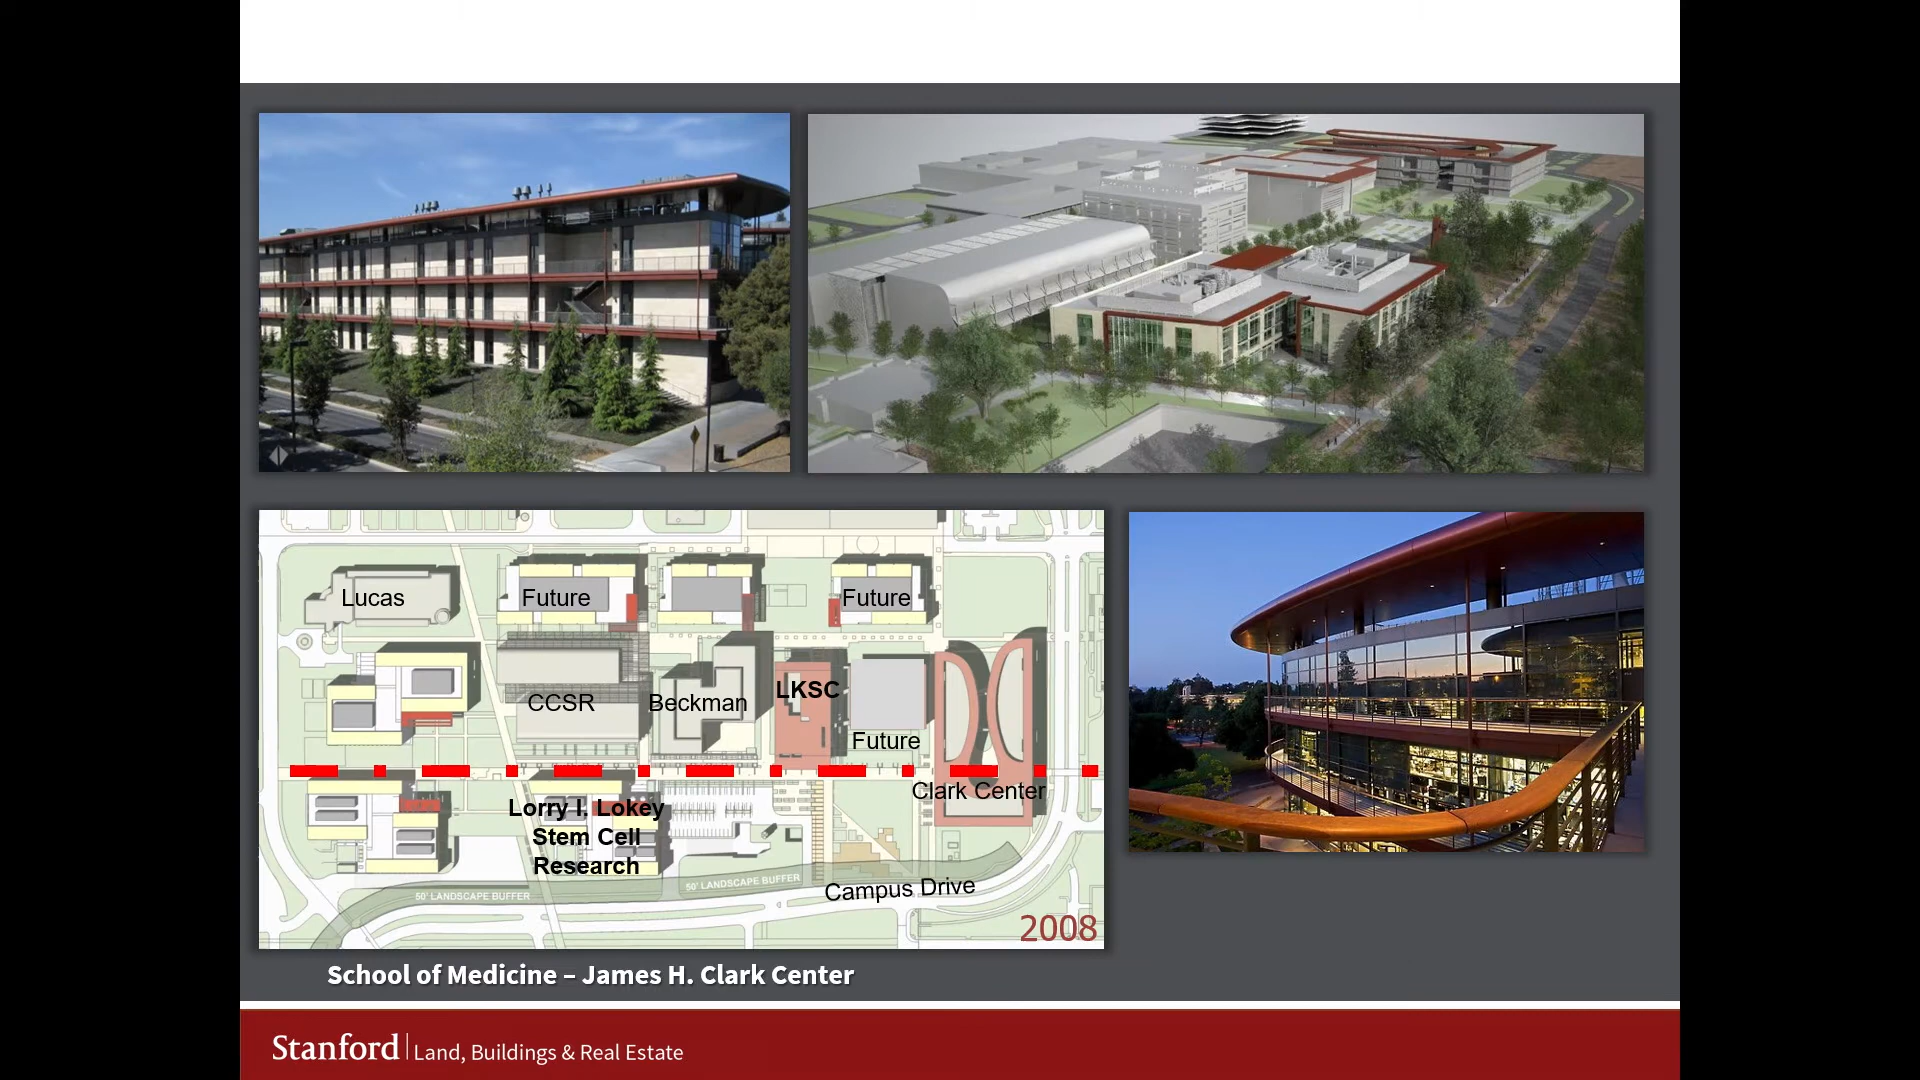 Lucas
Future
Future
CCSR
Beckman
LKSC
Future
Clark Center
Lorry I. Lokey
Stem Cell
Research
50' LANDSCAPE BUFFER
50' LANDSCAPE BUFFER
Campus Drive
2008
School of Medicine – James H. Clark Center
Stanford | Land, Buildings & Real Estate